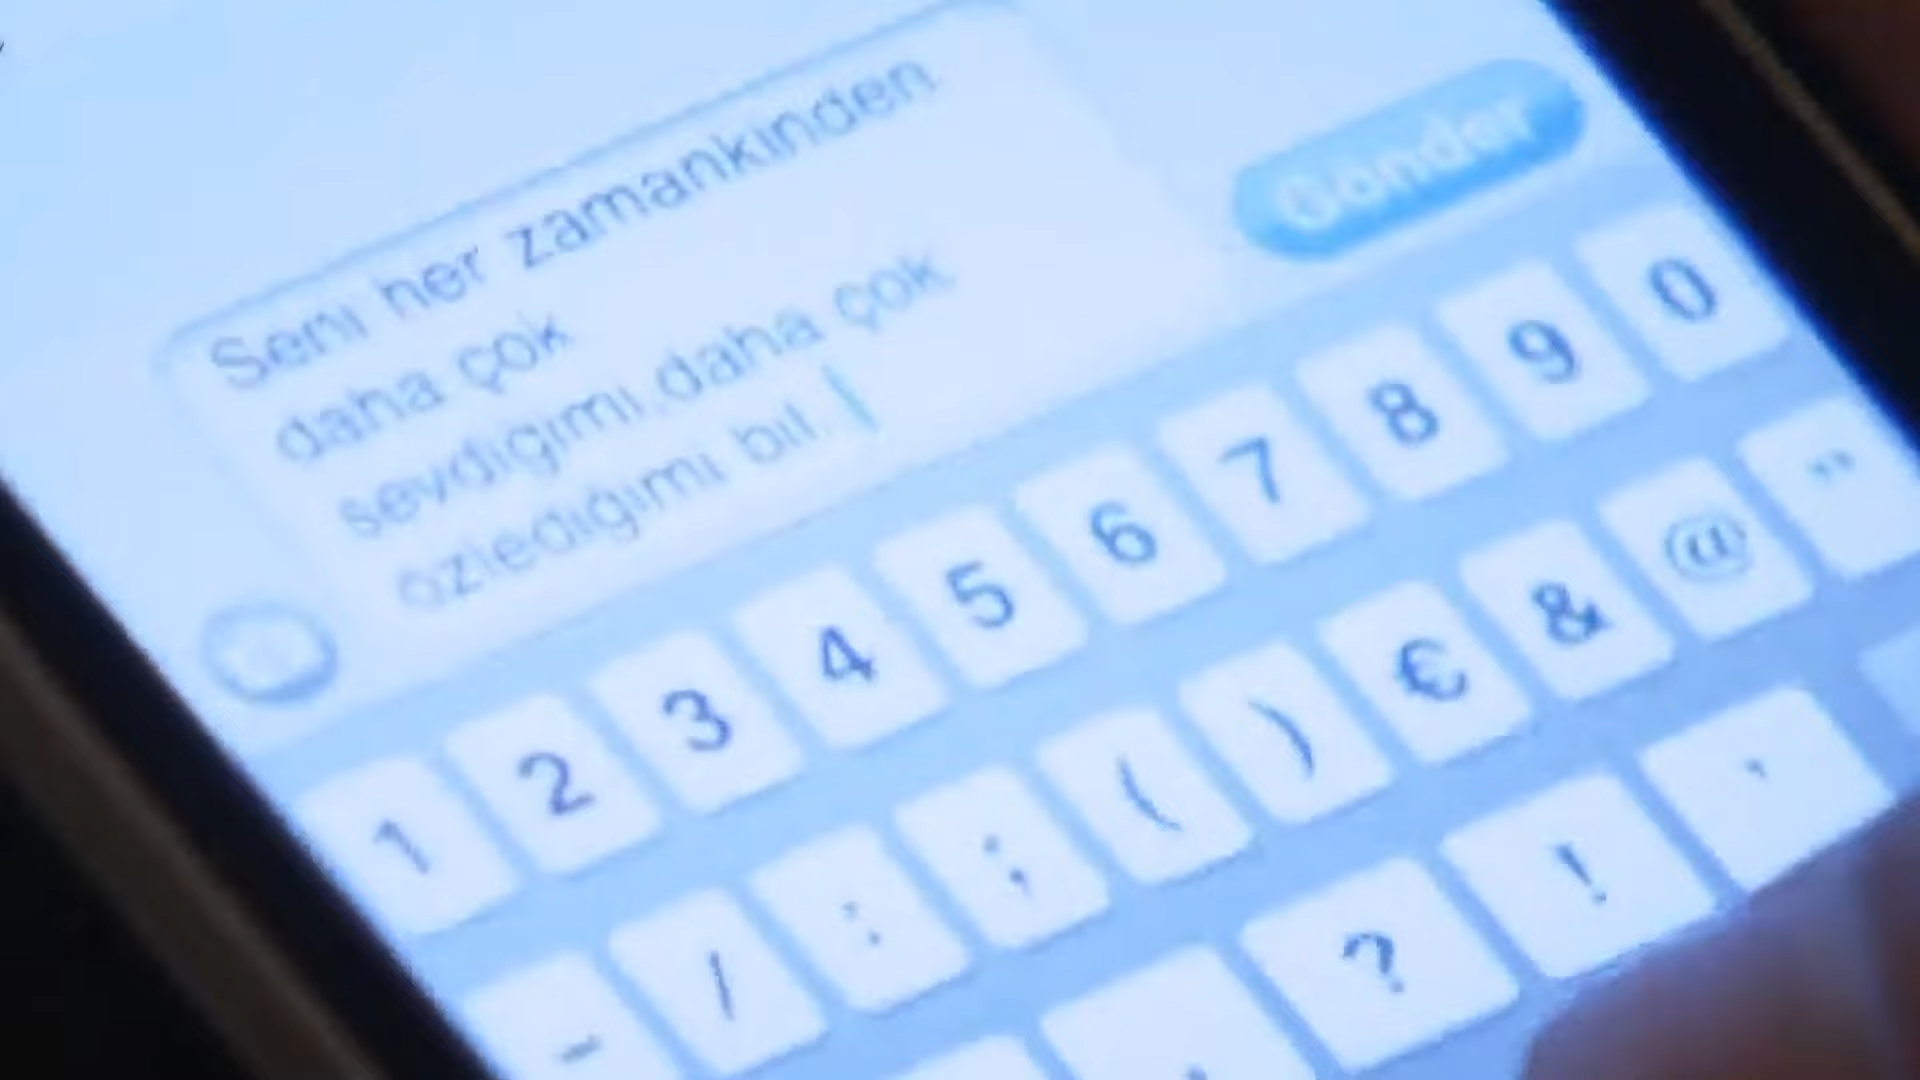 Seni her zamankinden
daha çok
sevdiğimi,daha çok
özlediğimi bil.
Gönder
1 2 3 4 5 6 7 8 9 0
- / : ; ( ) € & @ "
? ! '